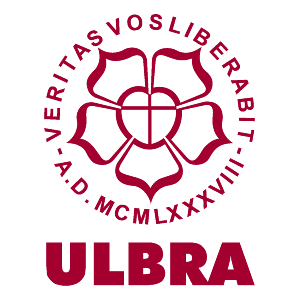 VERITAS VOS LIBERABIT
- A.D. MCMLXXXVIII -
ULBRA